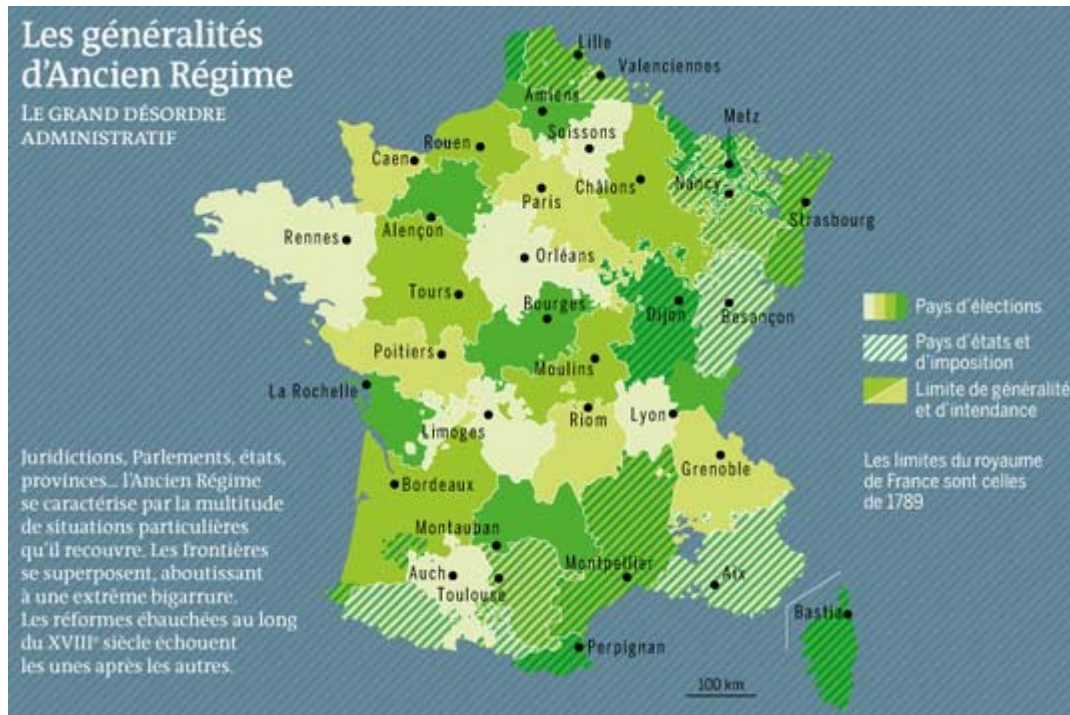 Les généralités
d'Ancien Régime
LE GRAND DÉSORDRE
ADMINISTRATIF
Lille
Valenciennes
Amiens
Metz
Soissons
Rouen
Caen
Châlons
Nancy
Paris
Strasbourg
Alençon
Rennes
Orléans
Tours
Bourges
Dijon
Besançon
Pays d'élections
Pays d'états et
d'imposition
Limite de généralité
et d'intendance
Poitiers
Moulins
La Rochelle
Limoges
Riom
Lyon
Grenoble
Les limites du royaume
de France sont celles
de 1789
Juridictions, Parlements, états,
provinces... l'Ancien Régime
se caractérise par la multitude
de situations particulières
qu'il recouvre. Les frontières
se superposent, aboutissant
à une extrême bigarrure.
Les réformes ébauchées au long
du XVIIIe siècle échouent
les unes après les autres.
Bordeaux
Montauban
Auch
Toulouse
Montpellier
Aix
Bastia
Perpignan
100 km